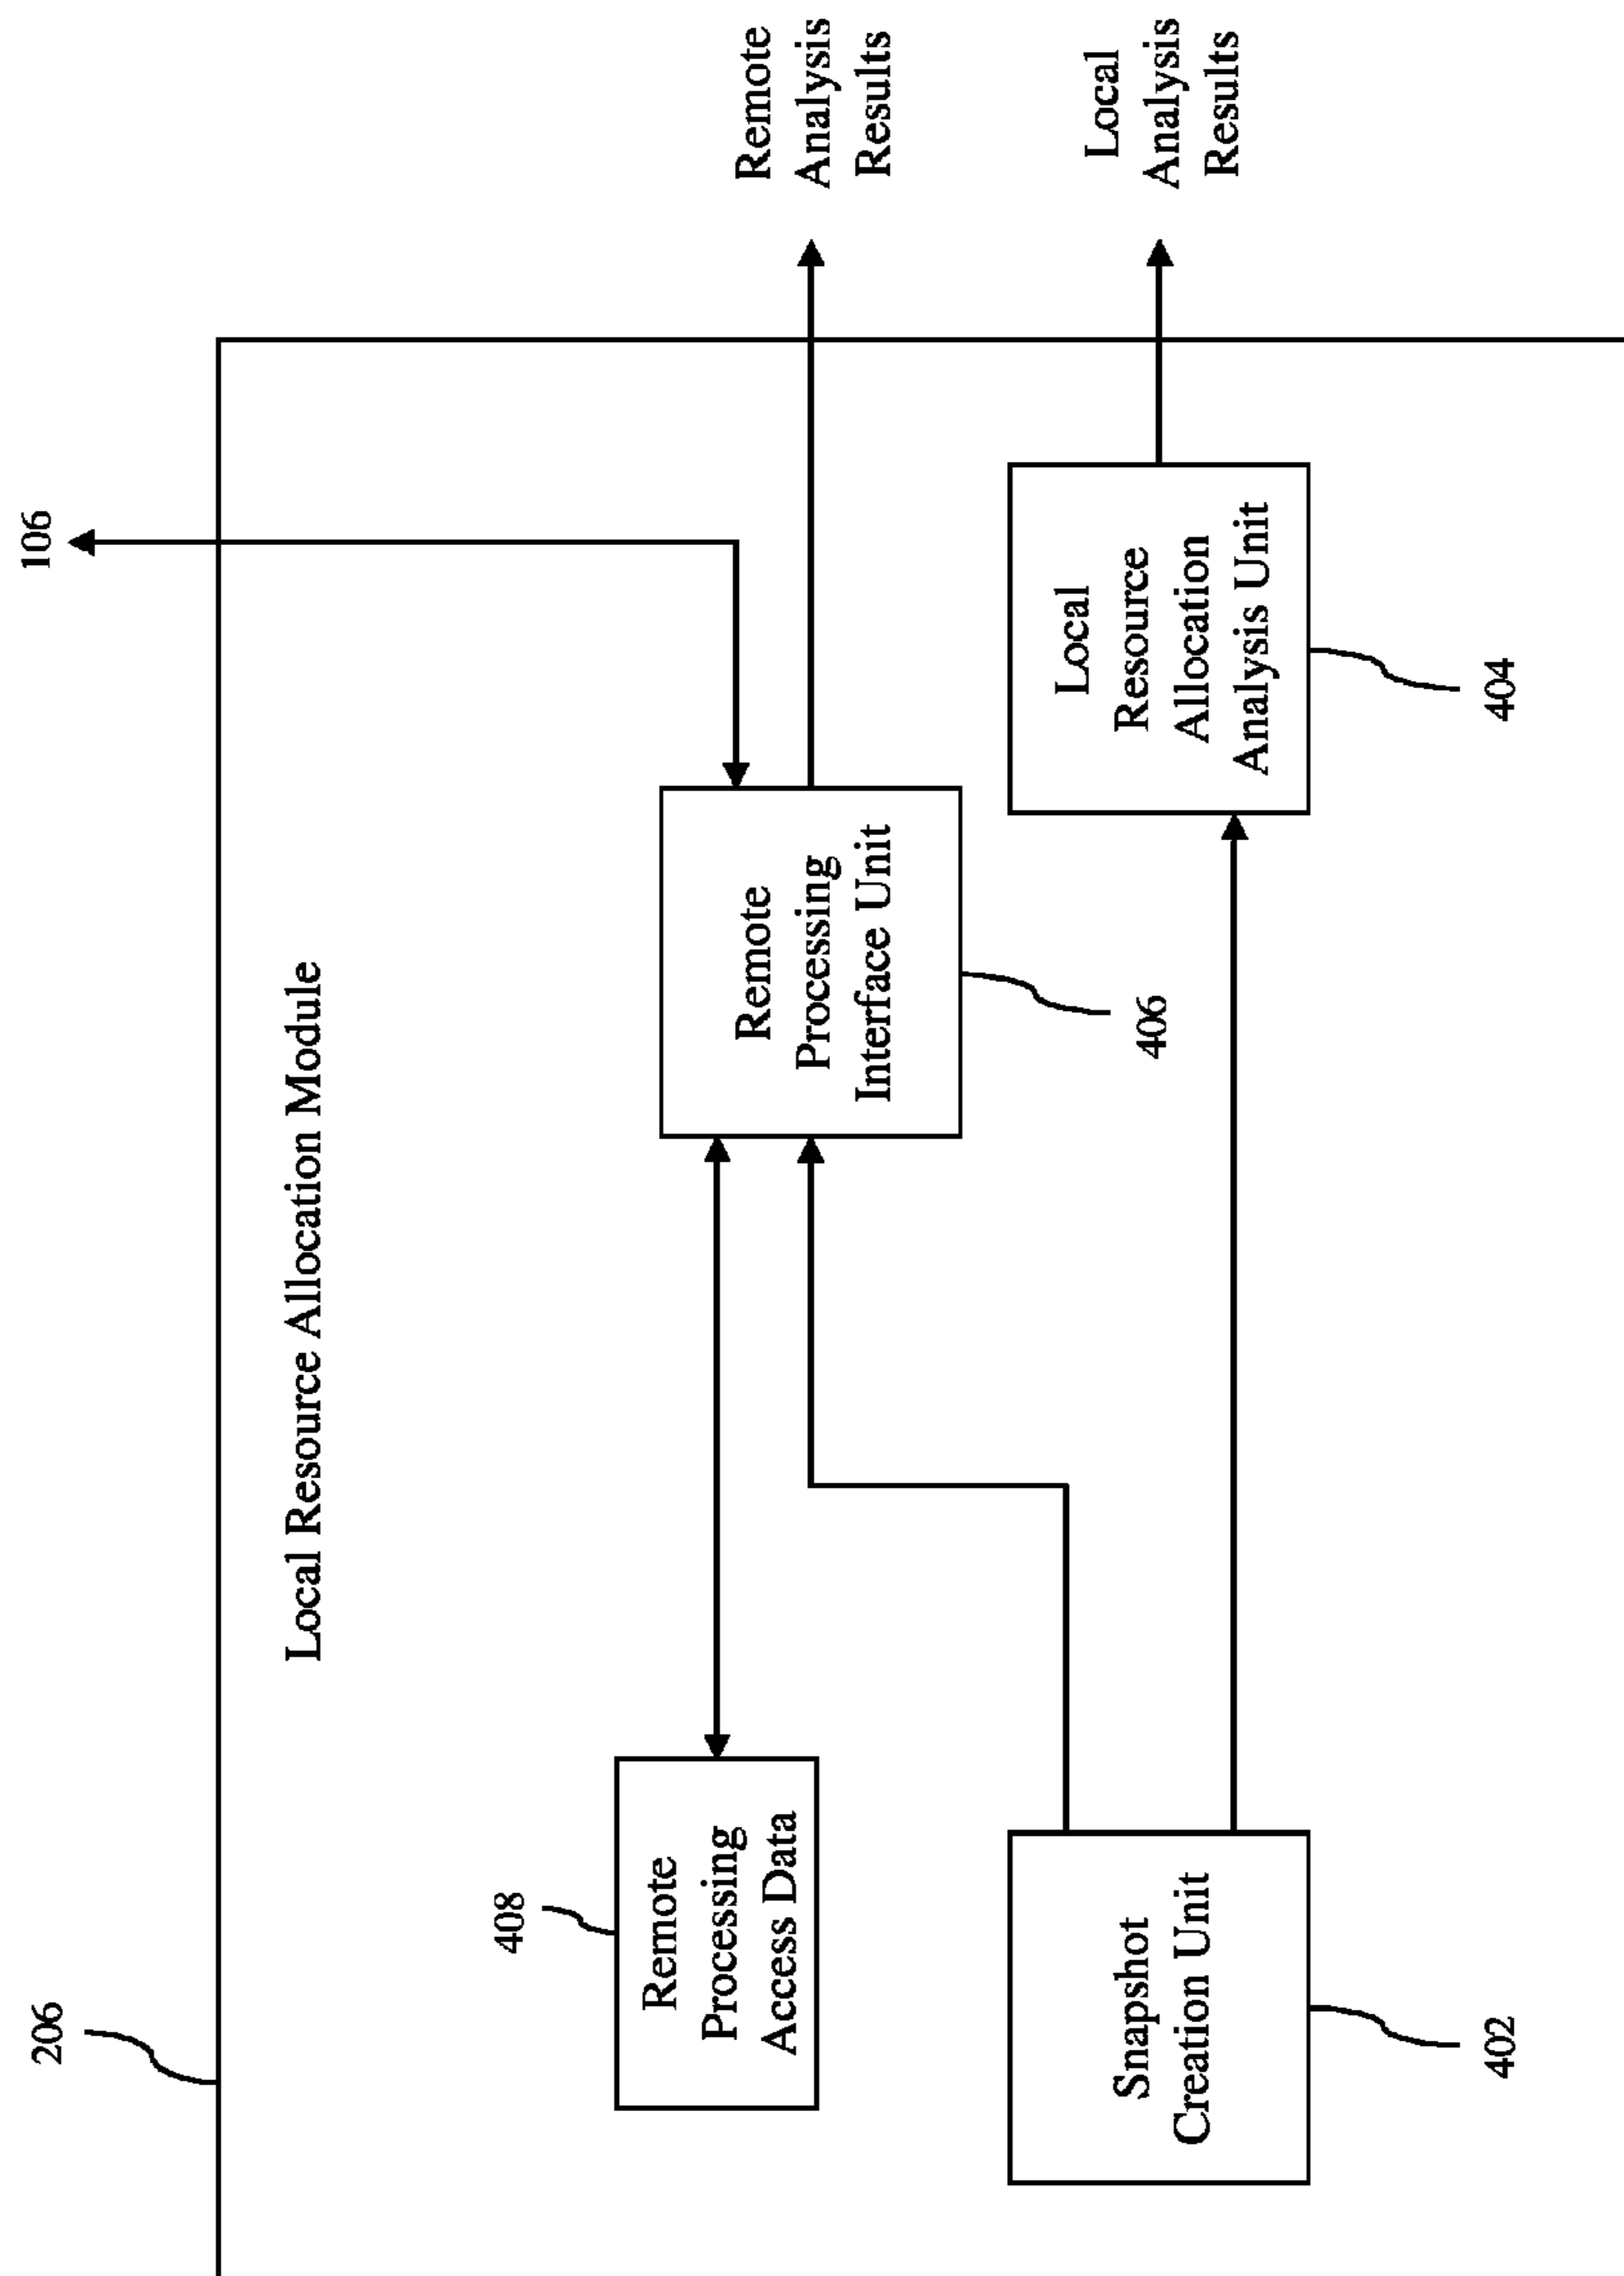 206
106
Local Resource Allocation Module
408
Remote
Processing
Access Data
Remote
Processing
Interface Unit
406
Remote
Analysis
Results
Snapshot
Creation Unit
402
Local
Resource
Allocation
Analysis Unit
404
Local
Analysis
Results